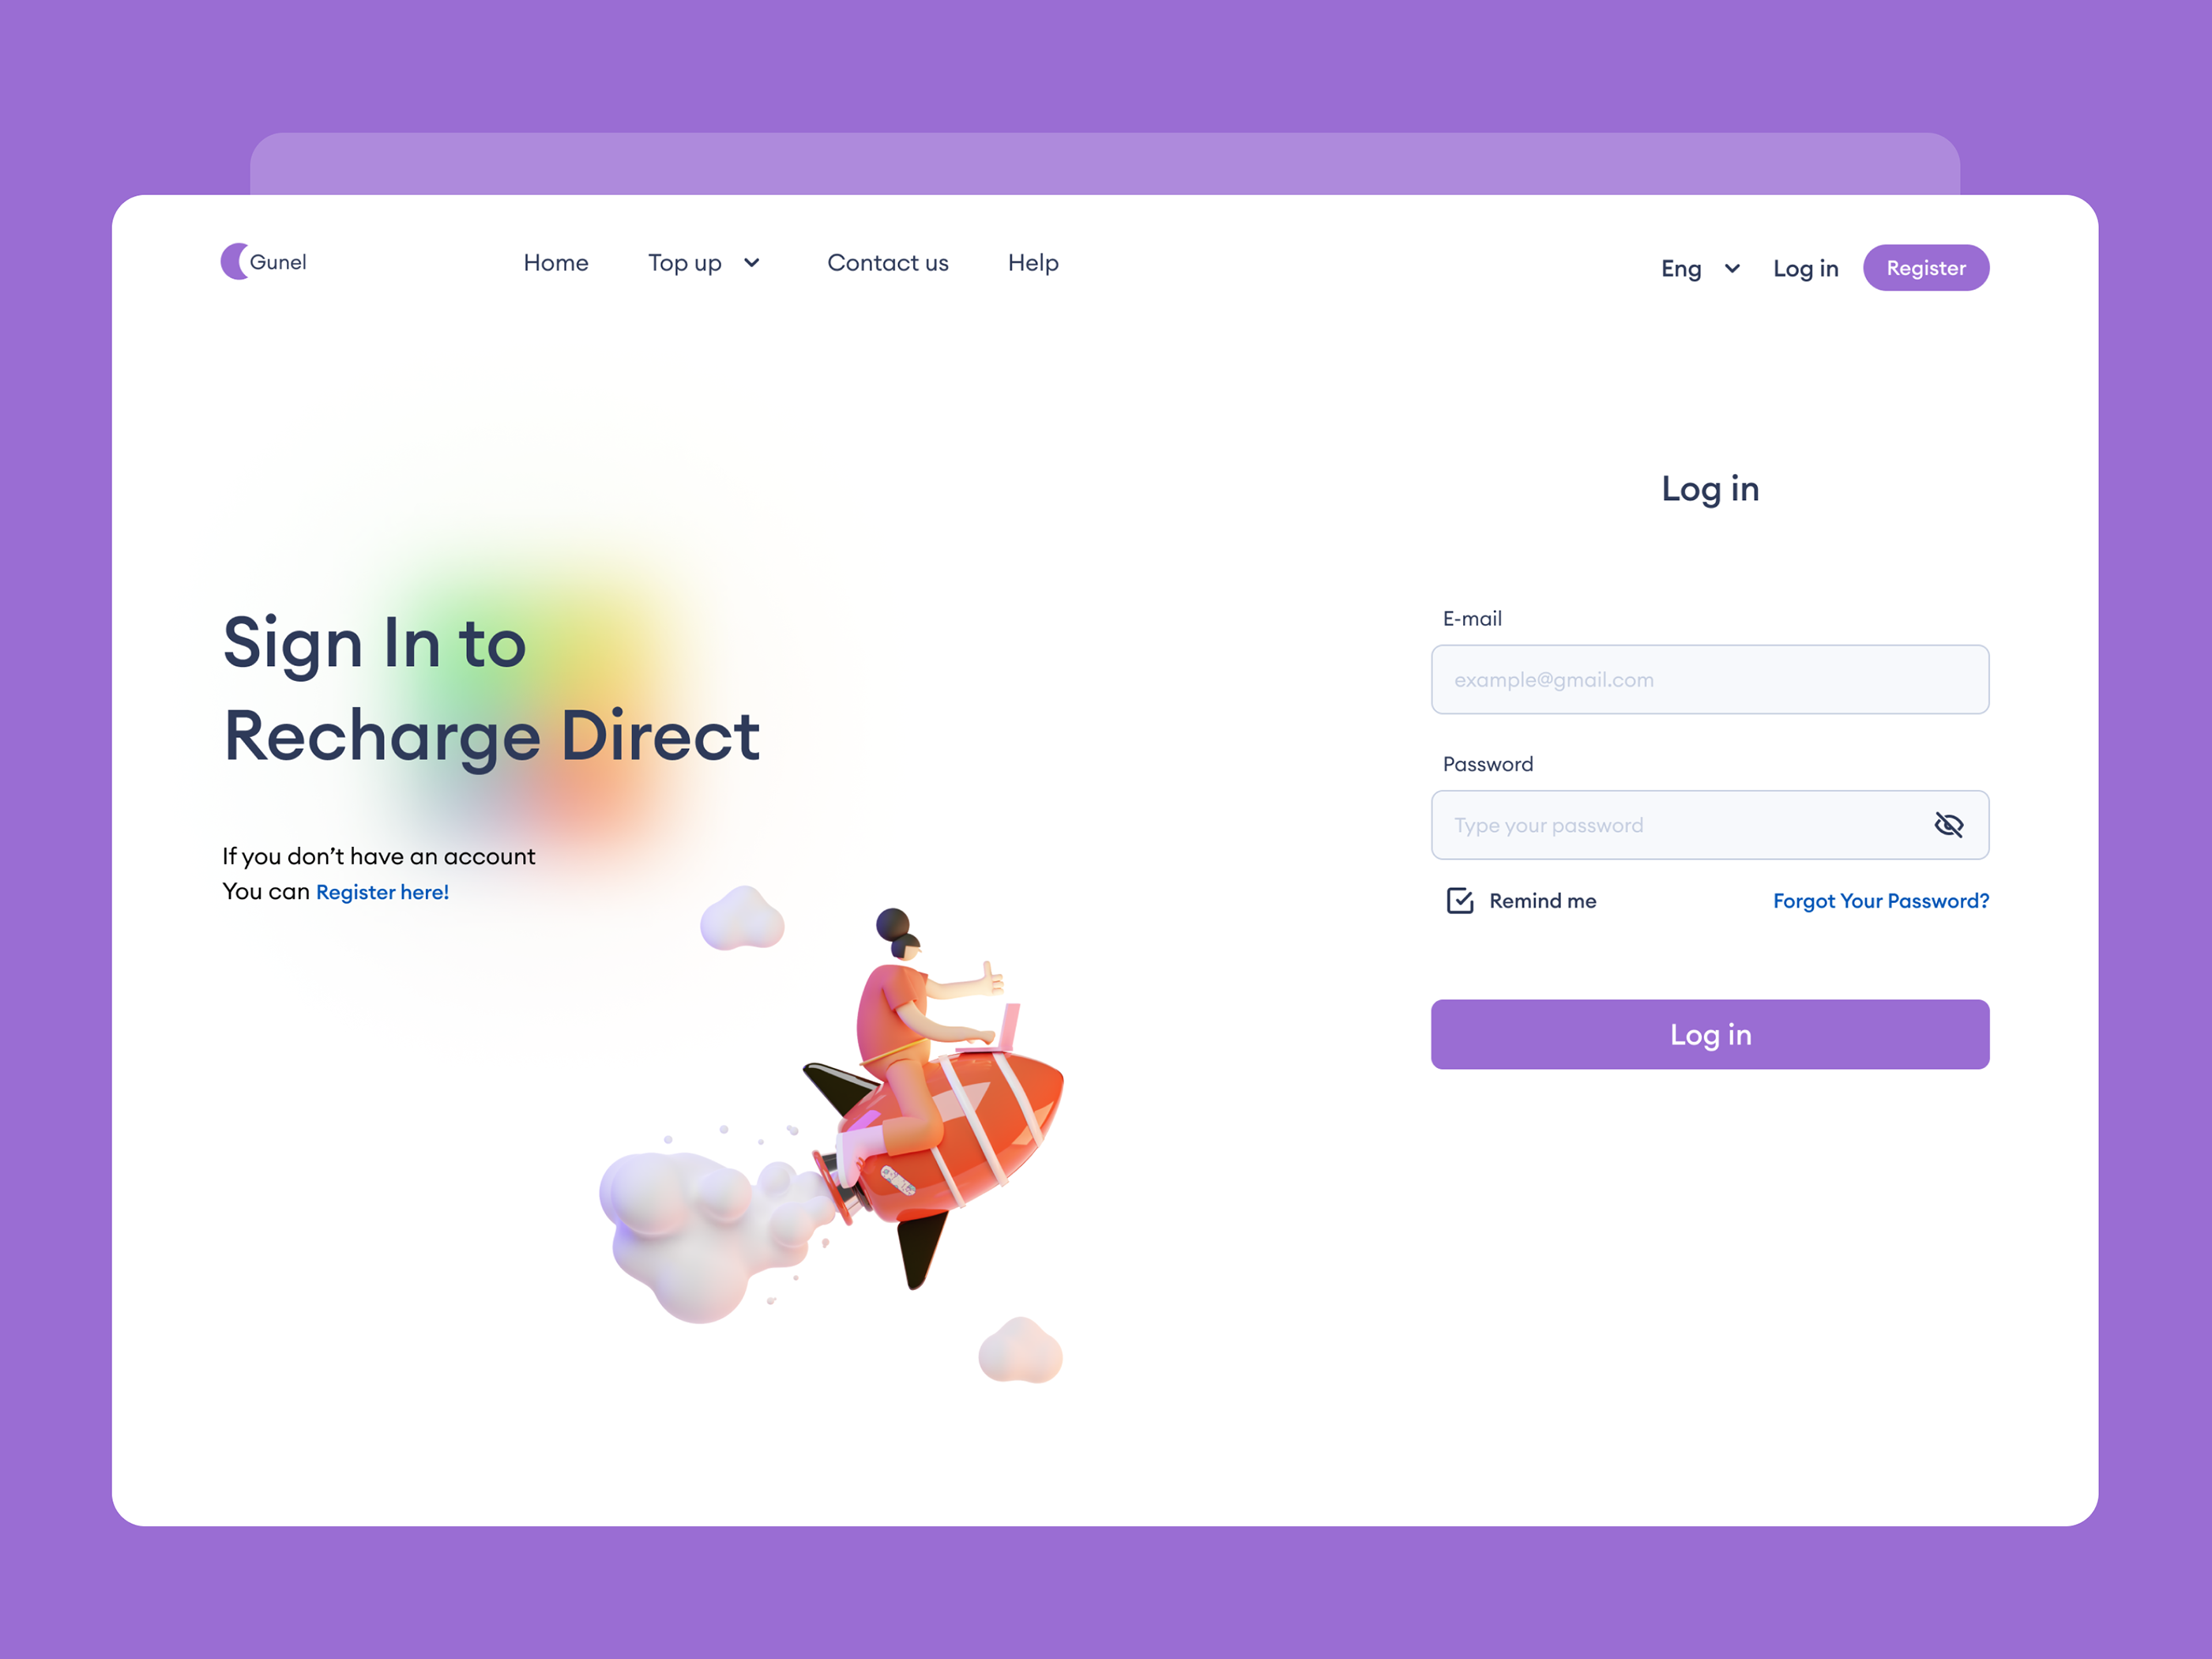 Gunel
Home
Top up
Contact us
Help
Eng
Log in
Register
Sign In to
Recharge Direct
If you don’t have an account
You can Register here!
Log in
E-mail
example@gmail.com
Password
Type your password
Remind me
Forgot Your Password?
Log in